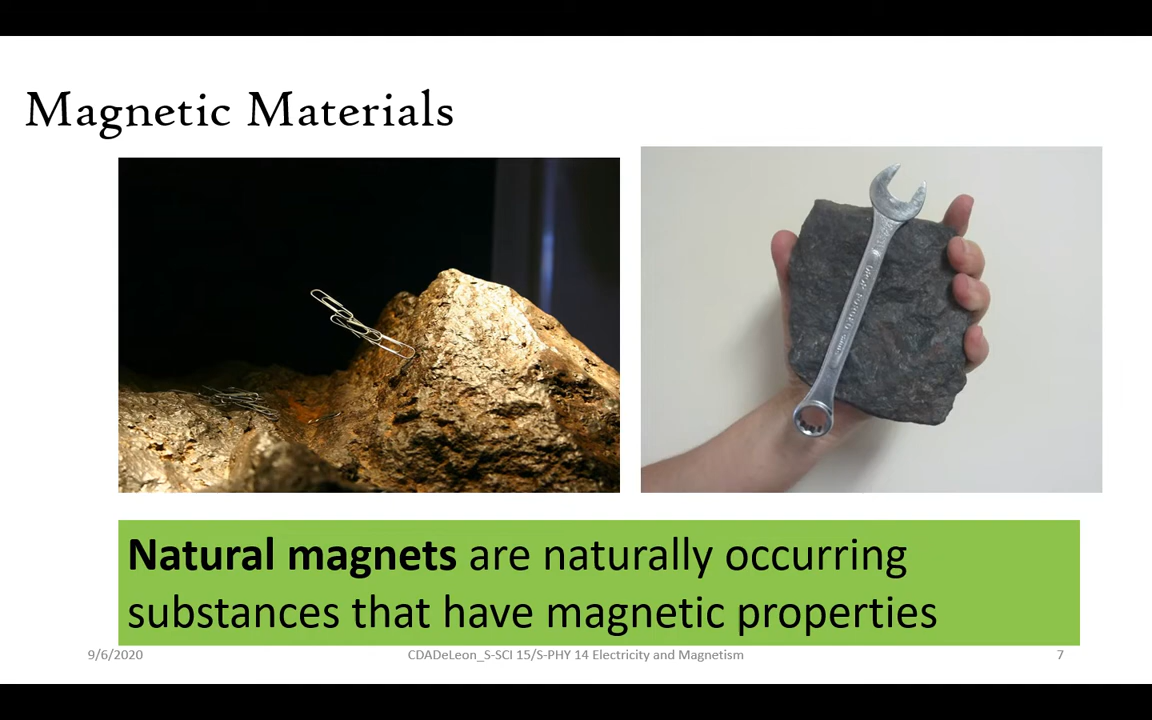 Magnetic Materials
Natural magnets are naturally occurring
substances that have magnetic properties
9/6/2020
CDADeLeon_S-SCI 15/S-PHY 14 Electricity and Magnetism
7